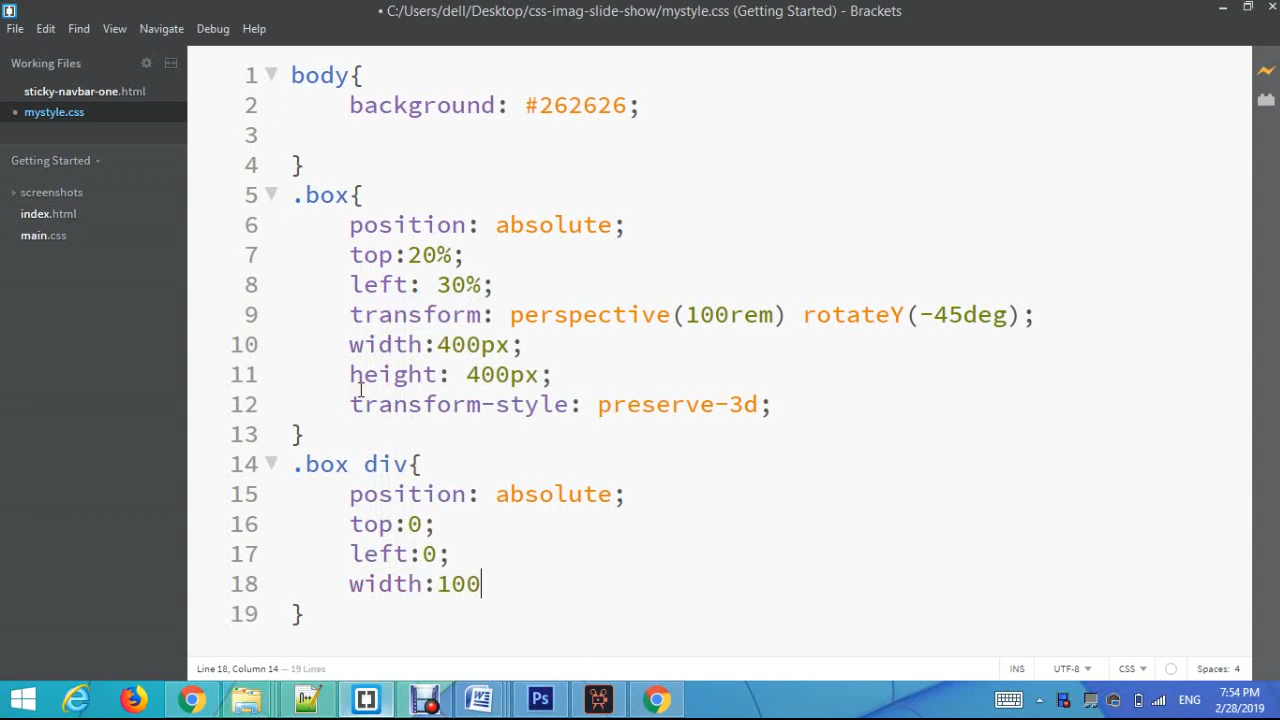 • C:/Users/dell/Desktop/css-imag-slide-show/mystyle.css (Getting Started) - Brackets
File Edit Find View Navigate Debug Help
Working Files
sticky-navbar-one.html
mystyle.css
Getting Started
screenshots
index.html
main.css
1 body{
2 background: #262626;
3
4 }
5 .box{
6 position: absolute;
7 top:20%;
8 left: 30%;
9 transform: perspective(100rem) rotateY(-45deg);
10 width:400px;
11 height: 400px;
12 transform-style: preserve-3d;
13 }
14 .box div{
15 position: absolute;
16 top:0;
17 left:0;
18 width:100
19 }
Line 18, Column 14 — 19 Lines
INS UTF-8 CSS Spaces: 4
Ps
ENG
7:54 PM
2/28/2019